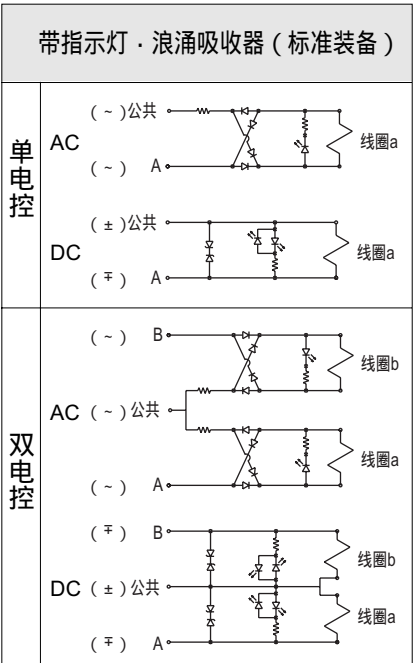 带指示灯·浪涌吸收器(标准装备)
单电控
AC
(~)公共
(~) A
线圈a
DC
(±)公共
(∓) A
线圈a
双电控
AC
(~) B
线圈b
(~)公共
(~) A
线圈a
DC
(∓) B
线圈b
(±)公共
(∓) A
线圈a